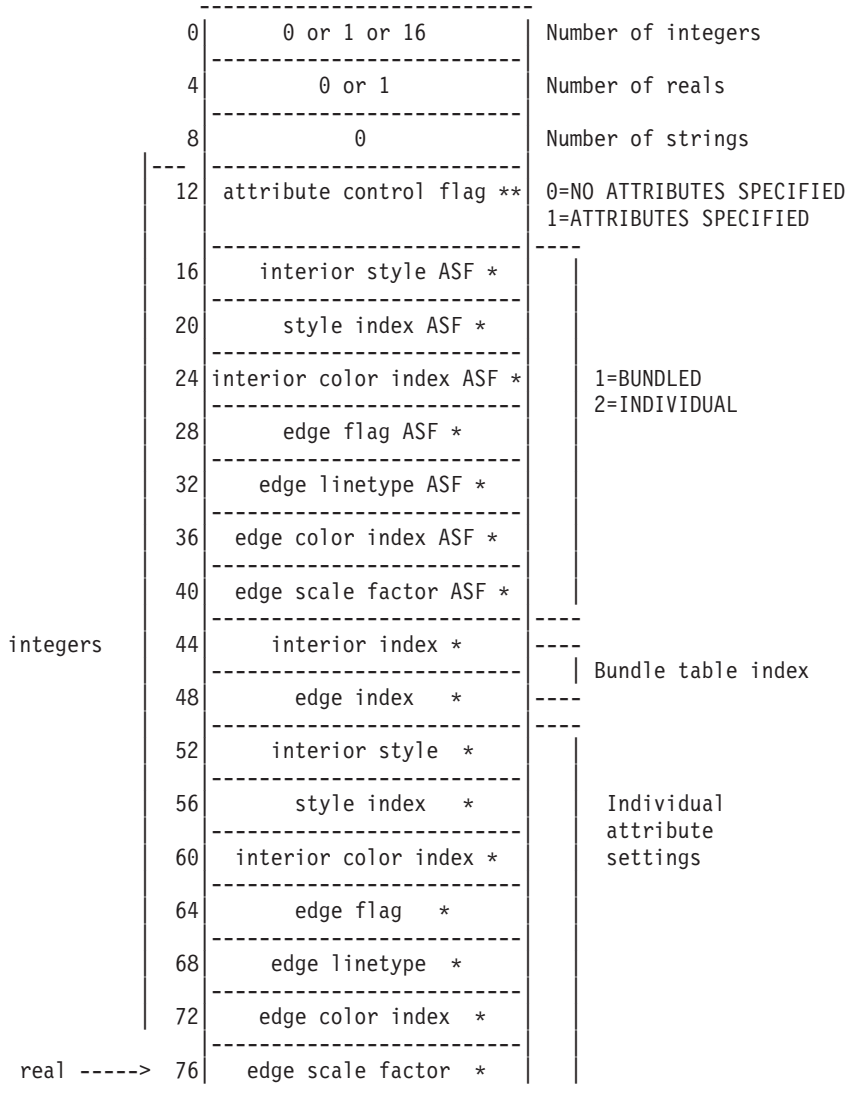 0 0 or 1 or 16 Number of integers
4 0 or 1 Number of reals
8 0 Number of strings
12 attribute control flag ** 0=NO ATTRIBUTES SPECIFIED
1=ATTRIBUTES SPECIFIED
16 interior style ASF *
20 style index ASF *
24 interior color index ASF * 1=BUNDLED
2=INDIVIDUAL
28 edge flag ASF *
32 edge linetype ASF *
36 edge color index ASF *
40 edge scale factor ASF *
integers 44 interior index *
Bundle table index
48 edge index *
52 interior style *
56 style index * Individual
attribute
60 interior color index * settings
64 edge flag *
68 edge linetype *
72 edge color index *
real -----> 76 edge scale factor *